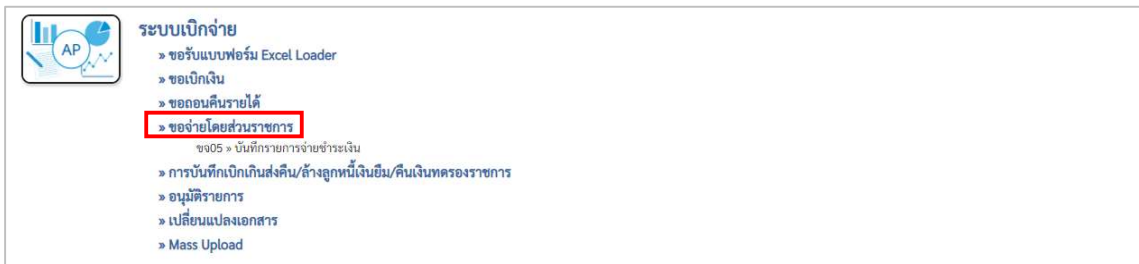 AP
ระบบเบิกจ่าย
» ขอรับแบบฟอร์ม Excel Loader
» ขอเบิกเงิน
» ขอถอนคืนรายได้
» ขอจ่ายโดยส่วนราชการ
ขจ05 » บันทึกรายการจ่ายชำระเงิน
» การบันทึกเบิกเกินส่งคืน/ล้างลูกหนี้เงินยืม/คืนเงินทดรองราชการ
» อนุมัติรายการ
» เปลี่ยนแปลงเอกสาร
» Mass Upload